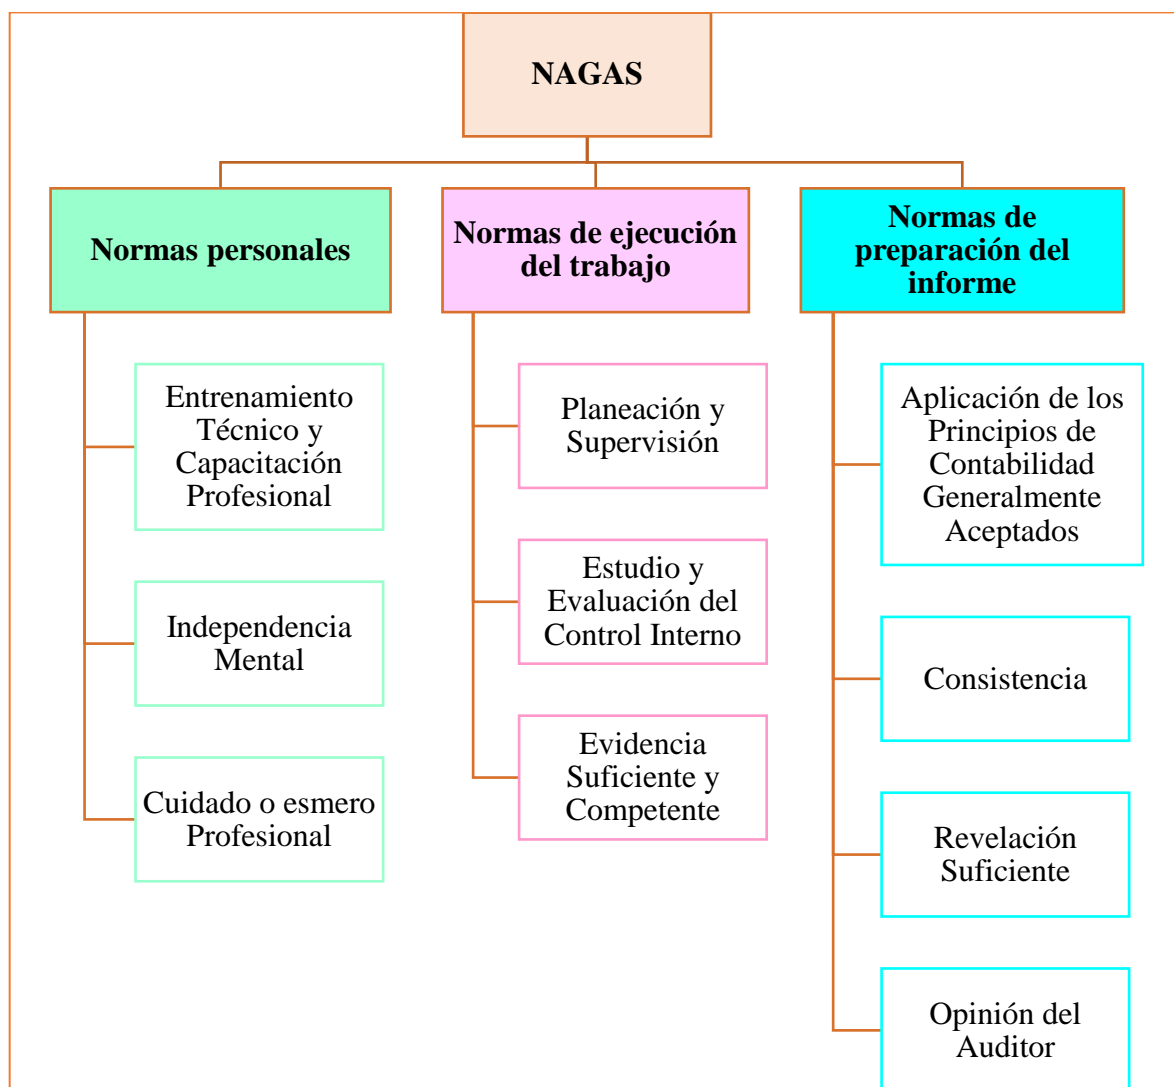 NAGAS
Normas personales
Entrenamiento
Técnico y
Capacitación
Profesional
Independencia
Mental
Cuidado o esmero
Profesional
Normas de ejecución
del trabajo
Planeación y
Supervisión
Estudio y
Evaluación del
Control Interno
Evidencia
Suficiente y
Competente
Normas de
preparación del
informe
Aplicación de los
Principios de
Contabilidad
Generalmente
Aceptados
Consistencia
Revelación
Suficiente
Opinión del
Auditor